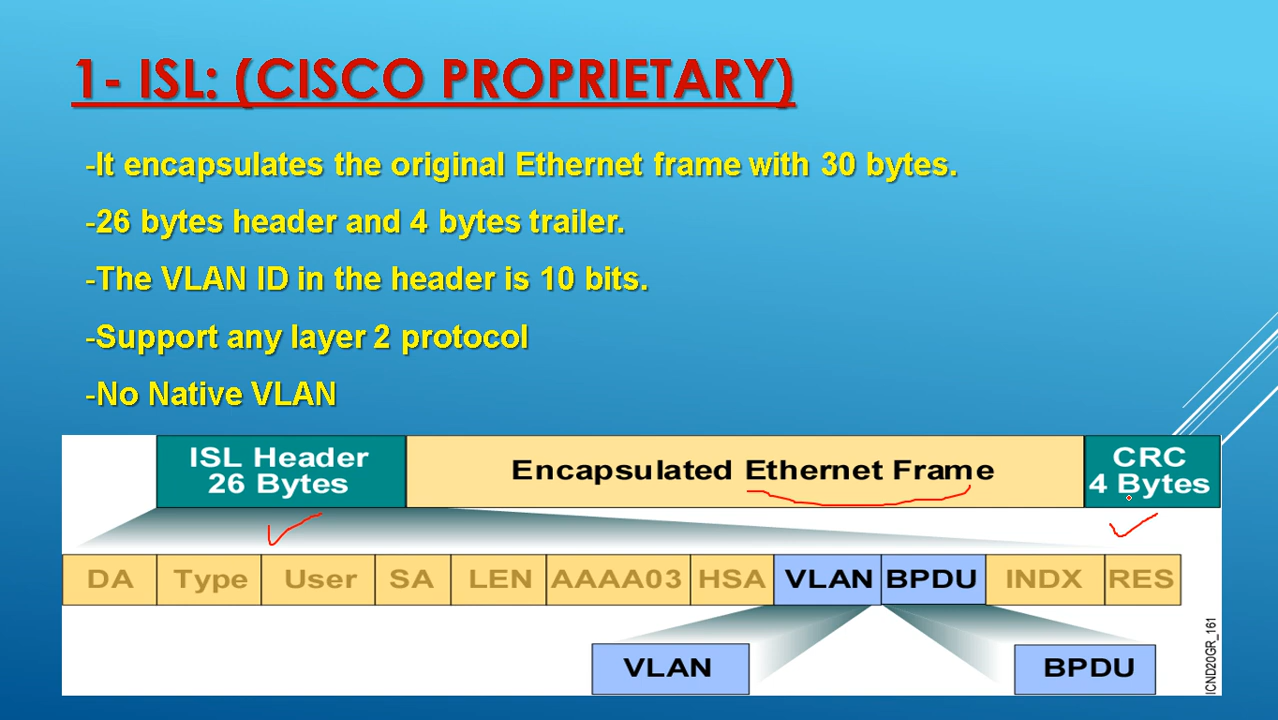 1- ISL: (CISCO PROPRIETARY)
-It encapsulates the original Ethernet frame with 30 bytes.
-26 bytes header and 4 bytes trailer.
-The VLAN ID in the header is 10 bits.
-Support any layer 2 protocol
-No Native VLAN
ISL Header
26 Bytes
Encapsulated Ethernet Frame
CRC
4 Bytes
DA Type User SA LEN AAAA03 HSA VLAN BPDU INDX RES
VLAN BPDU
ICND20GR_161